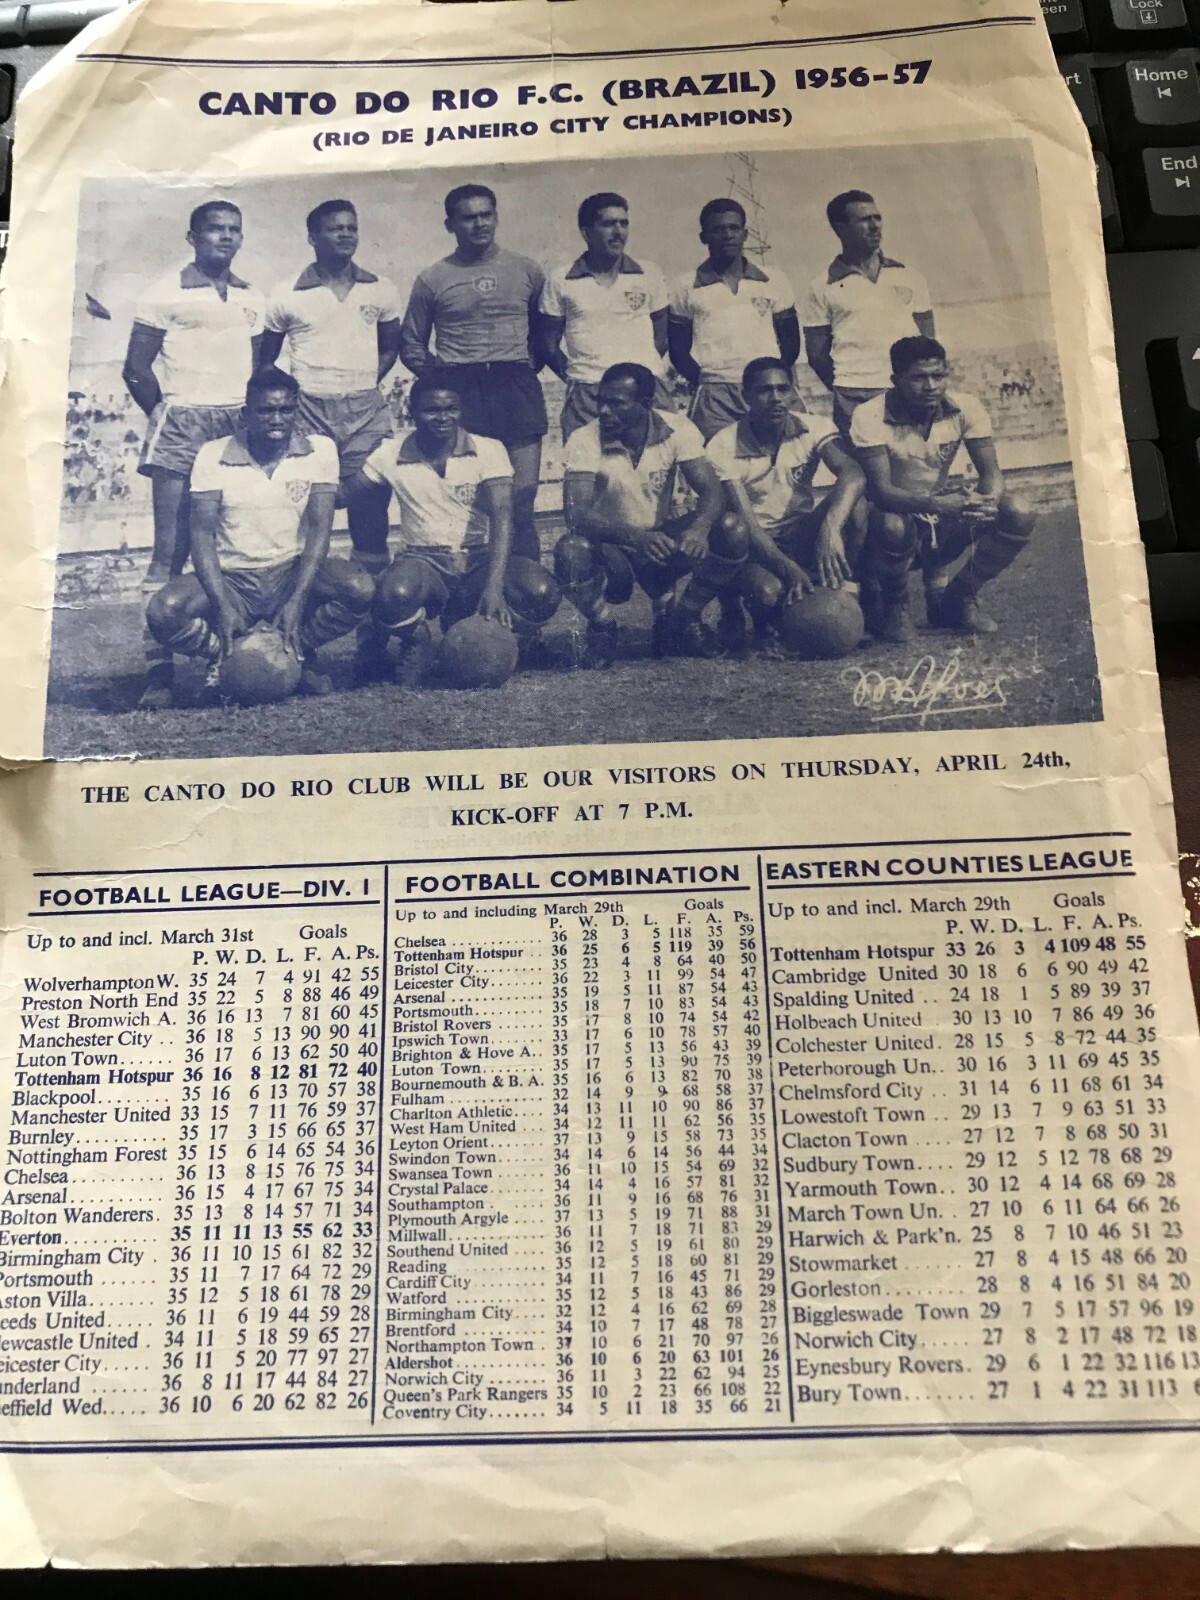 CANTO DO RIO F.C. (BRAZIL) 1956-57
(RIO DE JANEIRO CITY CHAMPIONS)
THE CANTO DO RIO CLUB WILL BE OUR VISITORS ON THURSDAY, APRIL 24th,
KICK-OFF AT 7 P.M.
FOOTBALL LEAGUE—DIV. I
Up to and incl. March 31st Goals
P. W. D. L. F. A. Ps.
Wolverhampton W. 35 24 7 4 91 42 55
Preston North End 35 22 5 8 88 46 49
West Bromwich A. 36 16 13 7 81 60 45
Manchester City .. 36 18 5 13 90 90 41
Luton Town...... 36 17 6 13 62 50 40
Tottenham Hotspur 36 16 8 12 81 72 40
Blackpool........ 35 16 6 13 70 57 38
Manchester United 33 15 7 11 76 59 37
Burnley.......... 35 17 3 15 66 65 37
Nottingham Forest 35 15 6 14 65 54 36
Chelsea.......... 36 13 8 15 76 75 34
Arsenal .......... 36 15 4 17 67 75 34
Bolton Wanderers. 35 13 8 14 57 71 34
Everton.......... 35 11 11 13 55 62 33
Birmingham City . 36 11 10 15 61 82 32
Portsmouth ...... 35 11 7 17 64 72 29
Aston Villa....... 35 12 5 18 61 78 29
eeds United...... 36 11 6 19 44 59 28
ewcastle United . 34 11 5 18 59 65 27
eicester City..... 36 11 5 20 77 97 27
nderland ...... 36 8 11 17 44 84 27
effield Wed..... 36 10 6 20 62 82 26
FOOTBALL COMBINATION
Up to and including March 29th Goals
P. W. D. L. F. A. Ps.
Chelsea ............ 36 28 3 5 118 35 59
Tottenham Hotspur .. 36 25 6 5 119 39 56
Bristol City......... 35 23 4 8 64 40 50
Leicester City....... 36 22 3 11 99 54 47
Arsenal ............ 35 19 5 11 87 54 43
Portsmouth......... 35 18 7 10 83 54 43
Bristol Rovers ...... 35 17 8 10 74 54 42
Ipswich Town....... 33 17 6 10 78 57 40
Brighton & Hove A.. 35 17 5 13 56 43 39
Luton Town........ 35 17 5 13 90 75 39
Bournemouth & B. A. 35 16 6 13 82 70 38
Fulham ............ 32 14 9 9 68 58 37
Charlton Athletic.... 34 13 11 10 90 86 37
West Ham United ... 34 12 11 11 62 56 35
Leyton Orient....... 37 13 9 15 58 73 35
Swindon Town ..... 34 14 6 14 56 44 34
Swansea Town ..... 36 11 10 15 54 69 32
Crystal Palace....... 34 14 4 16 57 81 32
Southampton ....... 36 11 9 16 68 76 31
Plymouth Argyle .... 37 13 5 19 71 88 31
Millwall............. 36 11 7 18 71 83 29
Southend United .... 36 12 5 19 61 80 29
Reading ............ 35 12 5 18 60 81 29
Cardiff City ......... 34 11 7 16 45 71 29
Watford ............ 35 12 5 18 43 86 29
Birmingham City..... 32 12 4 16 62 69 28
Brentford .......... 34 10 7 17 48 78 27
Northampton Town . 37 10 6 21 70 97 26
Aldershot........... 36 10 6 20 63 101 26
Norwich City ....... 36 11 3 22 62 94 25
Queen's Park Rangers 35 10 2 23 66 108 22
Coventry City....... 34 5 11 18 35 66 21
EASTERN COUNTIES LEAGUE
Up to and incl. March 29th Goals
P. W. D. L. F. A. Ps.
Tottenham Hotspur 33 26 3 4 109 48 55
Cambridge United 30 18 6 6 90 49 42
Spalding United .. 24 18 1 5 89 39 37
Holbeach United . 30 13 10 7 86 49 36
Colchester United. 28 15 5 8 72 44 35
Peterborough Un.. 30 16 3 11 69 45 35
Chelmsford City .. 31 14 6 11 68 61 34
Lowestoft Town .. 29 13 7 9 63 51 33
Clacton Town .... 27 12 7 8 68 50 31
Sudbury Town.... 29 12 5 12 78 68 29
Yarmouth Town.. 30 12 4 14 68 69 28
March Town Un. . 27 10 6 11 64 66 26
Harwich & Park'n. 25 8 7 10 46 51 23
Stowmarket ...... 27 8 4 15 48 66 20
Gorleston........ 28 8 4 16 51 84 20
Biggleswade Town 29 7 5 17 57 96 19
Norwich City..... 27 8 2 17 48 72 18
Eynesbury Rovers. 29 6 1 22 32 116 13
Bury Town....... 27 1 4 22 31 113 6
Home
End
Lock